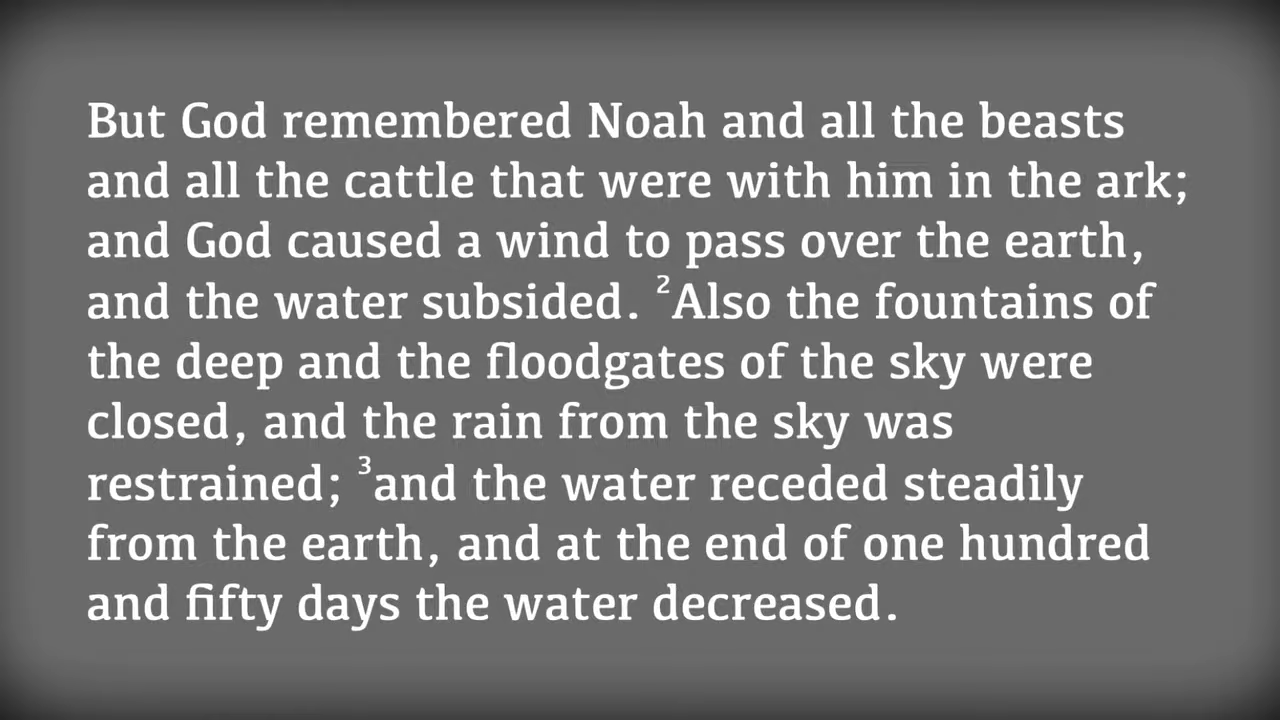 But God remembered Noah and all the beasts
and all the cattle that were with him in the ark;
and God caused a wind to pass over the earth,
and the water subsided. ²Also the fountains of
the deep and the floodgates of the sky were
closed, and the rain from the sky was
restrained; ³and the water receded steadily
from the earth, and at the end of one hundred
and fifty days the water decreased.